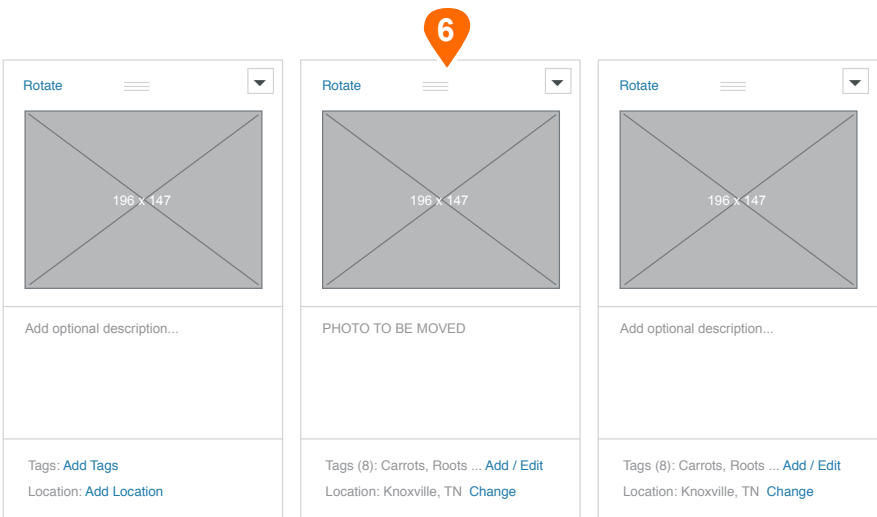 6
Rotate
Rotate
Rotate
196 x 147
196 x 147
196 x 147
Add optional description...
PHOTO TO BE MOVED
Add optional description...
Tags: Add Tags
Location: Add Location
Tags (8): Carrots, Roots ... Add / Edit
Location: Knoxville, TN Change
Tags (8): Carrots, Roots ... Add / Edit
Location: Knoxville, TN Change